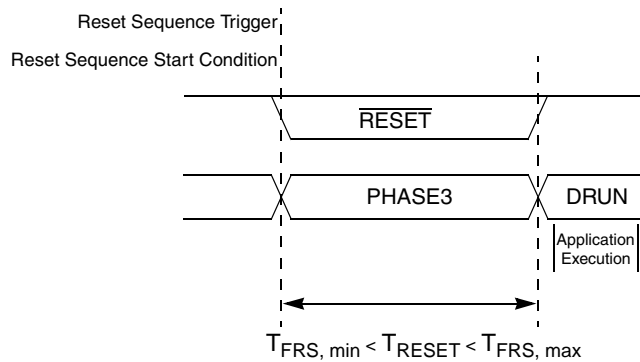 Reset Sequence Trigger
Reset Sequence Start Condition
RESET
PHASE3
DRUN
Application
Execution
TFRS, min < TRESET < TFRS, max